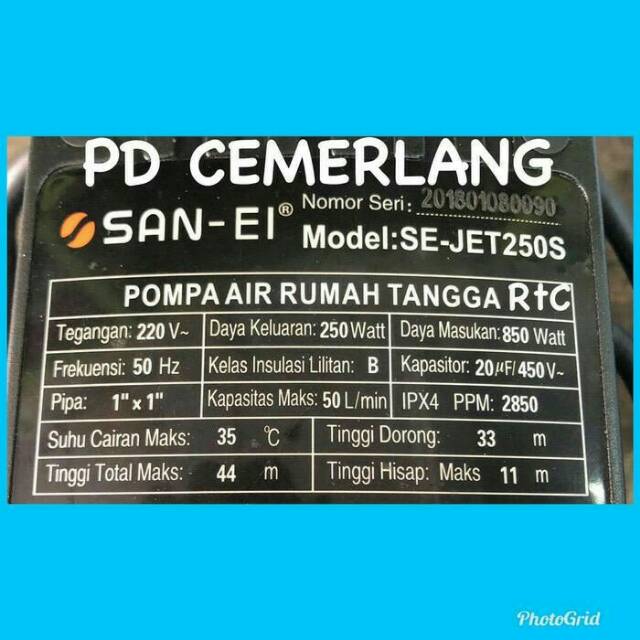 PD CEMERLANG
SAN-EI® Nomor Seri: 201801080090
Model:SE-JET250S
POMPA AIR RUMAH TANGGA RtC
Tegangan: 220 V~ Daya Keluaran: 250 Watt Daya Masukan: 850 Watt
Frekuensi: 50 Hz Kelas Insulasi Lilitan: B Kapasitor: 20µF/450V~
Pipa: 1"x1" Kapasitas Maks: 50 L/min IPX4 PPM: 2850
Suhu Cairan Maks: 35 °C Tinggi Dorong: 33 m
Tinggi Total Maks: 44 m Tinggi Hisap: Maks 11 m
PhotoGrid